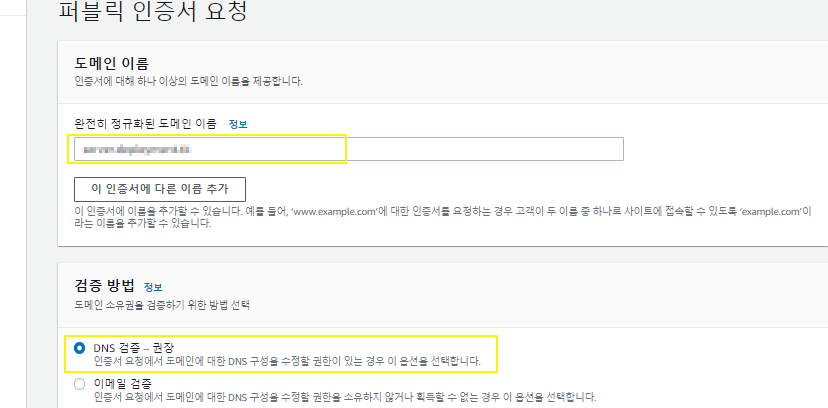 퍼블릭 인증서 요청
도메인 이름
인증서에 대해 하나 이상의 도메인 이름을 제공합니다.
완전히 정규화된 도메인 이름 정보
이 인증서에 다른 이름 추가
이 인증서에 이름을 추가할 수 있습니다. 예를 들어, 'www.example.com'에 대한 인증서를 요청하는 경우 고객이 두 이름 중 하나로 사이트에 접속할 수 있도록 'example.com'이
라는 이름을 추가할 수 있습니다.
검증 방법 정보
도메인 소유권을 검증하기 위한 방법 선택
DNS 검증 – 권장
인증서 요청에서 도메인에 대한 DNS 구성을 수정할 권한이 있는 경우 이 옵션을 선택합니다.
이메일 검증
인증서 요청에서 도메인에 대한 DNS 구성을 수정할 권한을 소유하지 않거나 획득할 수 없는 경우 이 옵션을 선택합니다.